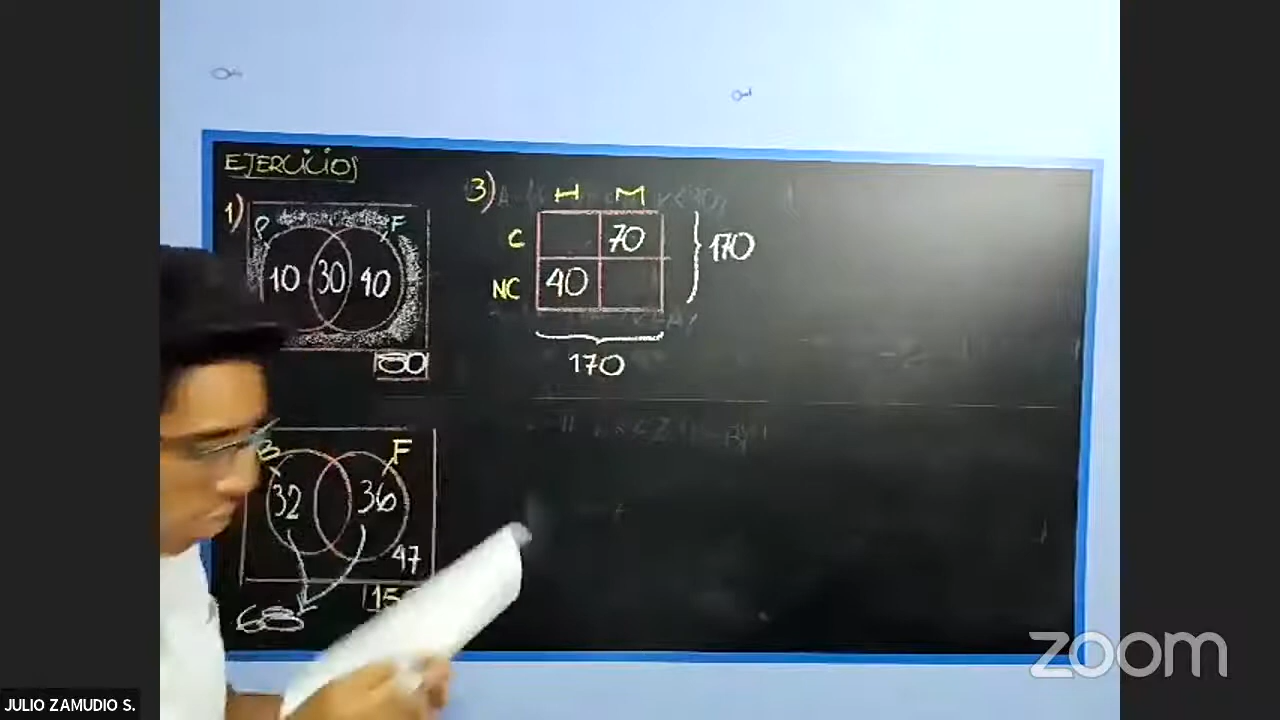 EJERCICIOS
1)
P F
10 30 40
80
B F
32 36
47
68
3)
H M
C 70
NC 40
170
170
zoom
JULIO ZAMUDIO S.